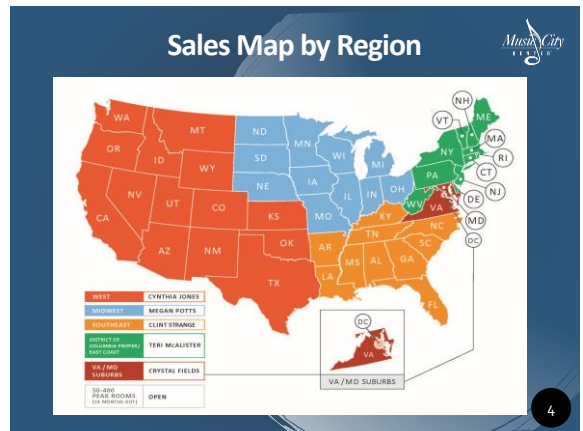 Sales Map by Region
Music City
CENTER
NH
VT
ME
WA
MT
ND
MN
MA
OR
ID
SD
WI
MI
NY
RI
WY
CT
NE
IA
PA
NJ
NV
UT
CO
IL
IN
OH
DE
CA
KS
MO
WV
VA
MD
KY
DC
AZ
NM
OK
AR
TN
NC
SC
MS
AL
GA
TX
LA
FL
WEST CYNTHIA JONES
MIDWEST MEGAN POTTS
SOUTHEAST CLINT STRANGE
DISTRICT OF
COLUMBIA PROPER/
EAST COAST
TERI McALISTER
VA / MD
SUBURBS
CRYSTAL FIELDS
50-400
PEAK ROOMS
(18 MONTHS OUT)
OPEN
DC
VA
VA / MD SUBURBS
4